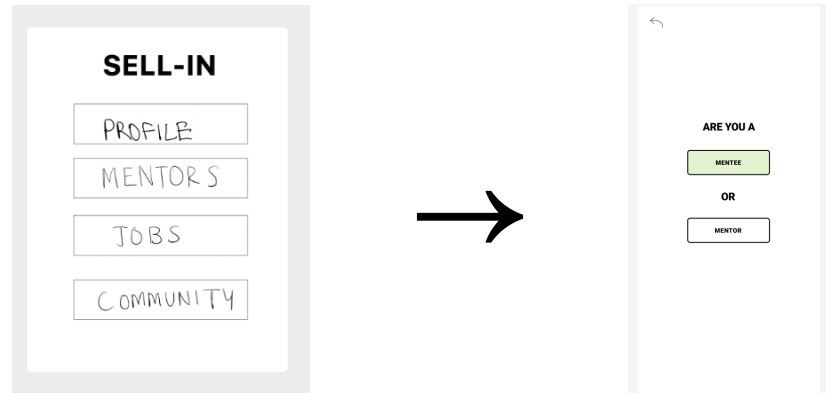 SELL-IN
PROFILE
MENTORS
JOBS
COMMUNITY
ARE YOU A
MENTEE
OR
MENTOR